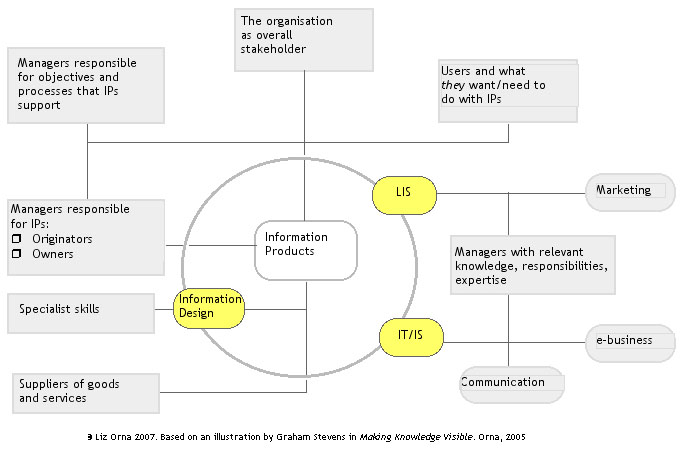 The organisation
as overall
stakeholder
Managers responsible
for objectives and
processes that IPs
support
Users and what
they want/need to
do with IPs
Managers responsible
for IPs:
❒ Originators
❒ Owners
LIS
Marketing
Information
Products
Managers with relevant
knowledge, responsibilities,
expertise
Specialist skills
Information
Design
IT/IS
e-business
Suppliers of goods
and services
Communication
Liz Orna 2007. Based on an illustration by Graham Stevens in Making Knowledge Visible. Orna, 2005